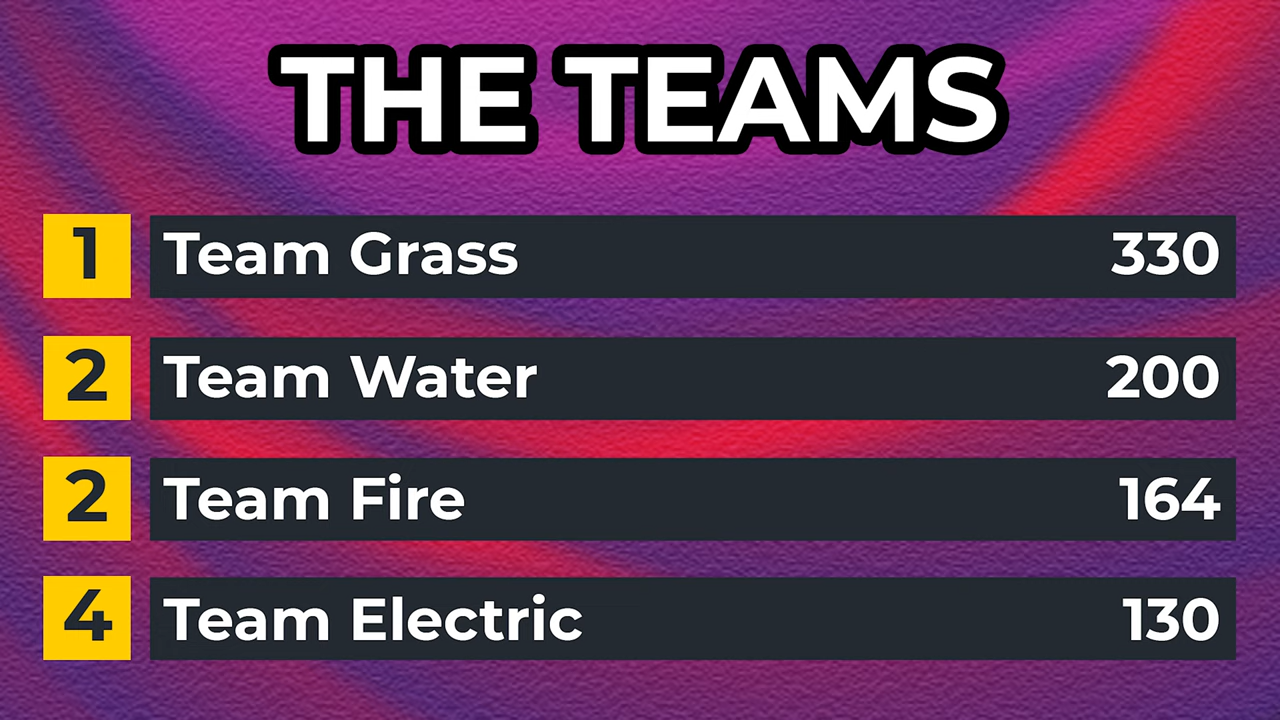 THE TEAMS
1 Team Grass 330
2 Team Water 200
2 Team Fire 164
4 Team Electric 130